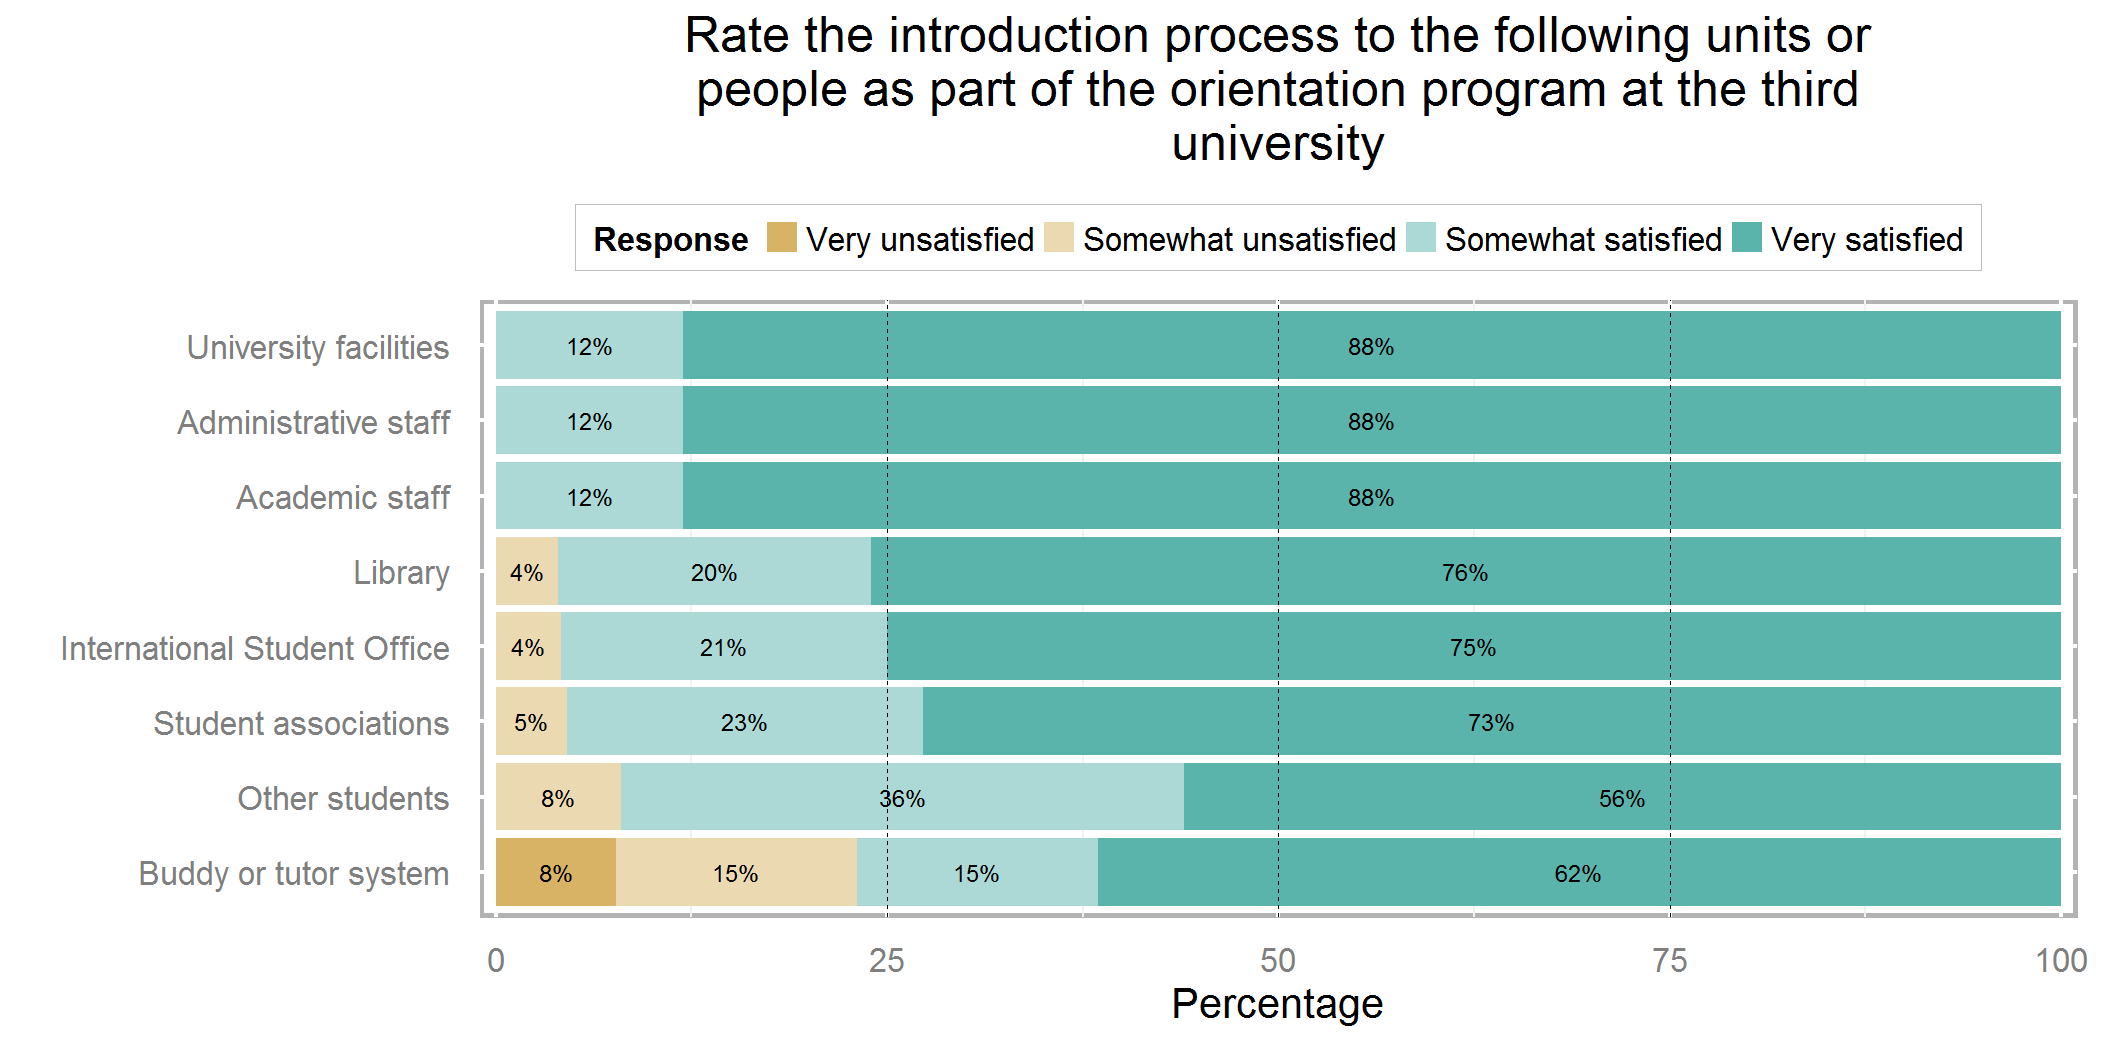 Rate the introduction process to the following units or
people as part of the orientation program at the third
university
Response Very unsatisfied Somewhat unsatisfied Somewhat satisfied Very satisfied
University facilities 12% 88%
Administrative staff 12% 88%
Academic staff 12% 88%
Library 4% 20% 76%
International Student Office 4% 21% 75%
Student associations 5% 23% 73%
Other students 8% 36% 56%
Buddy or tutor system 8% 15% 15% 62%
0 25 50 75 100
Percentage